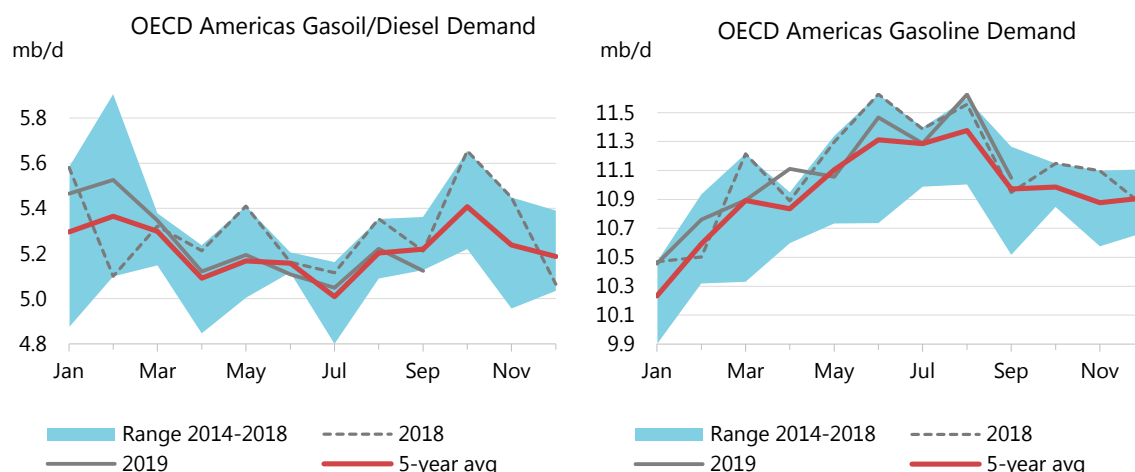 OECD Americas Gasoil/Diesel Demand
mb/d
5.8
5.6
5.4
5.2
5.0
4.8
Jan Mar May Jul Sep Nov
Range 2014-2018 2018
2019 5-year avg
OECD Americas Gasoline Demand
mb/d
11.5
11.3
11.1
10.9
10.7
10.5
10.3
10.1
9.9
Jan Mar May Jul Sep Nov
Range 2014-2018 2018
2019 5-year avg